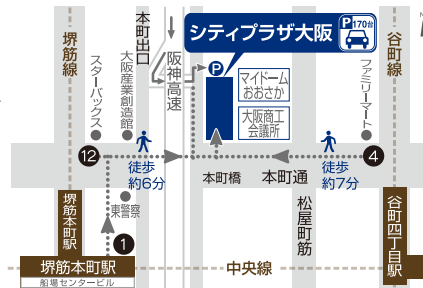 シティプラザ大阪
P 170台
堺筋線
スターバックス
大阪産業創造館
本町出口
阪神高速
P
マイドーム
おおさか
大阪商工
会議所
ファミリーマート
谷町線
12
徒歩
約6分
本町橋
本町通
徒歩
約7分
4
堺筋本町駅
東警察
1
松屋町筋
谷町四丁目駅
堺筋本町駅
船場センタービル
中央線